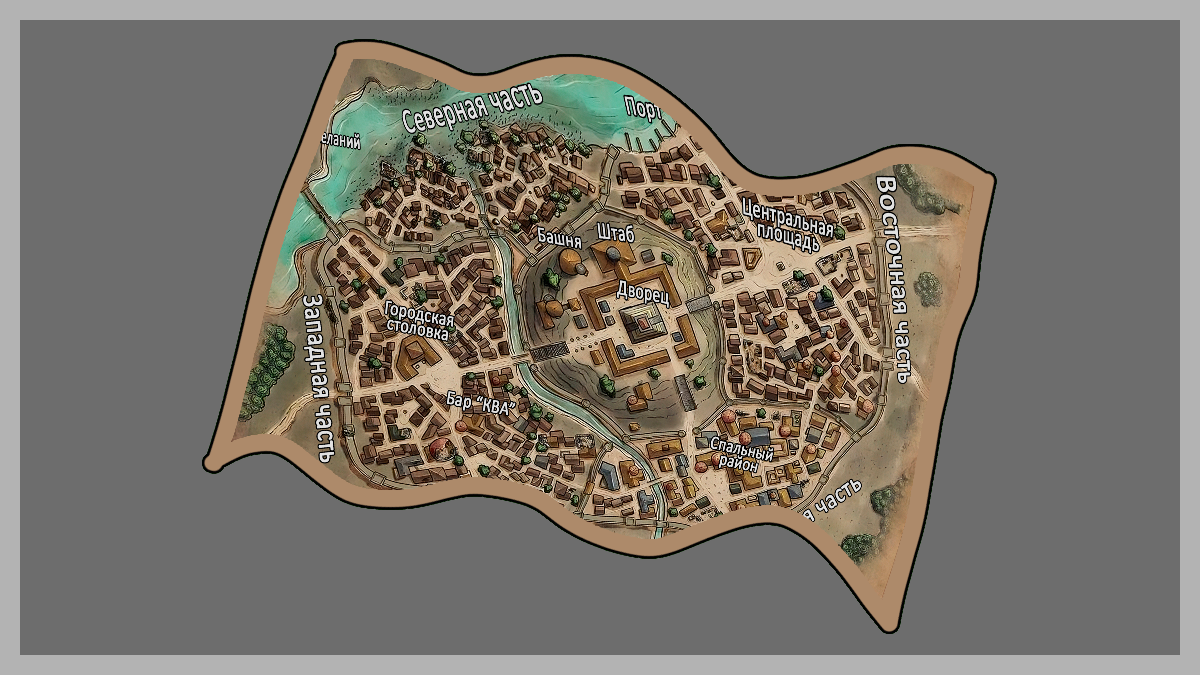 Северная часть
Порт
еланий
Центральная
площадь
Восточная часть
Башня
Штаб
Дворец
Западная часть
Городская
столовка
Бар “КВА”
Спальный
район
я часть